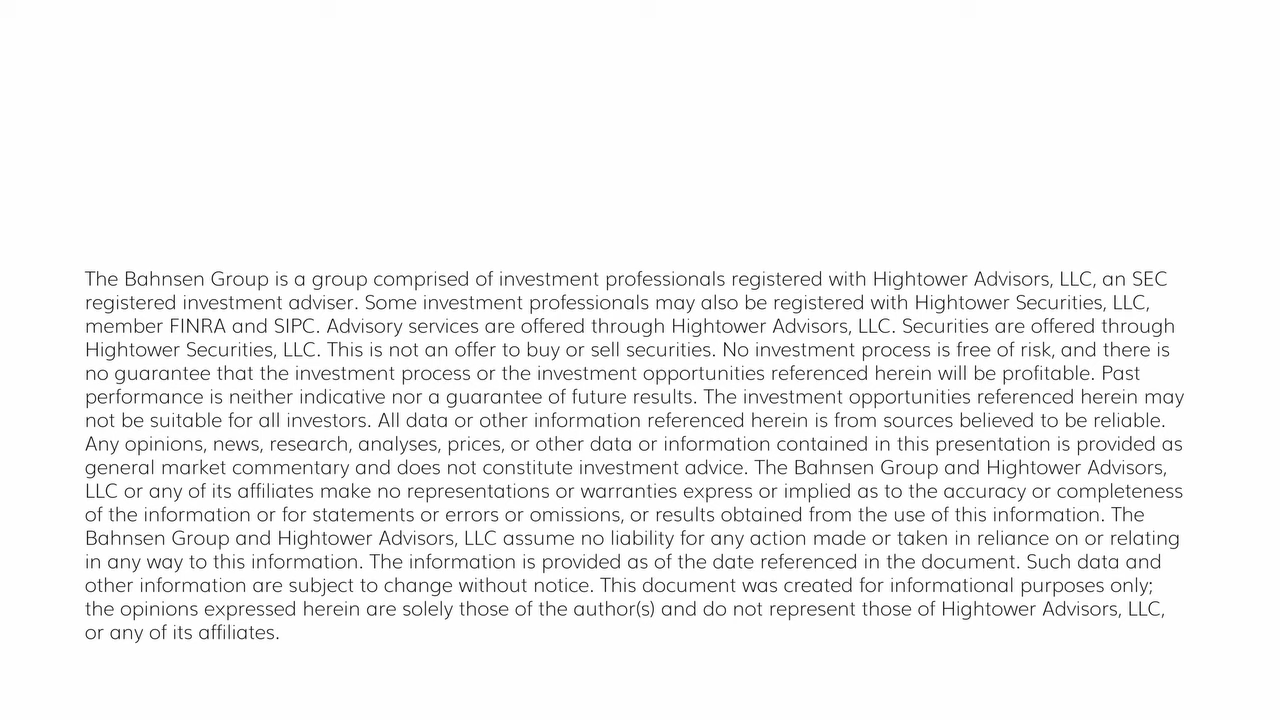 The Bahnsen Group is a group comprised of investment professionals registered with Hightower Advisors, LLC, an SEC
registered investment adviser. Some investment professionals may also be registered with Hightower Securities, LLC,
member FINRA and SIPC. Advisory services are offered through Hightower Advisors, LLC. Securities are offered through
Hightower Securities, LLC. This is not an offer to buy or sell securities. No investment process is free of risk, and there is
no guarantee that the investment process or the investment opportunities referenced herein will be profitable. Past
performance is neither indicative nor a guarantee of future results. The investment opportunities referenced herein may
not be suitable for all investors. All data or other information referenced herein is from sources believed to be reliable.
Any opinions, news, research, analyses, prices, or other data or information contained in this presentation is provided as
general market commentary and does not constitute investment advice. The Bahnsen Group and Hightower Advisors,
LLC or any of its affiliates make no representations or warranties express or implied as to the accuracy or completeness
of the information or for statements or errors or omissions, or results obtained from the use of this information. The
Bahnsen Group and Hightower Advisors, LLC assume no liability for any action made or taken in reliance on or relating
in any way to this information. The information is provided as of the date referenced in the document. Such data and
other information are subject to change without notice. This document was created for informational purposes only;
the opinions expressed herein are solely those of the author(s) and do not represent those of Hightower Advisors, LLC,
or any of its affiliates.